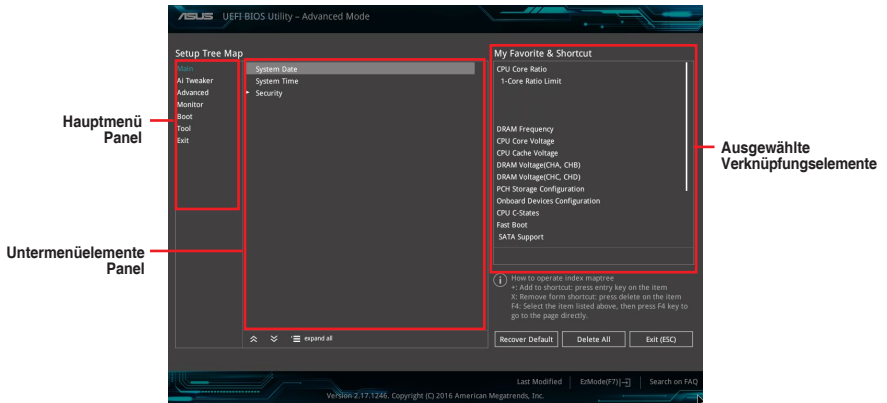 ASUS UEFI BIOS Utility – Advanced Mode
Setup Tree Map
Main
Ai Tweaker
Advanced
Monitor
Boot
Tool
Exit
System Date
System Time
Security
expand all
My Favorite & Shortcut
CPU Core Ratio
1-Core Ratio Limit
DRAM Frequency
CPU Core Voltage
CPU Cache Voltage
DRAM Voltage(CHA, CHB)
DRAM Voltage(CHC, CHD)
PCH Storage Configuration
Onboard Devices Configuration
CPU C-States
Fast Boot
SATA Support
How to operate index maptree
+: Add to shortcut: press entry key on the item
X: Remove form shortcut: press delete on the item
F4: Select the item listed above, then press F4 key to
go to the page directly.
Recover Default
Delete All
Exit (ESC)
Last Modified
EzMode(F7)
Search on FAQ
Version 2.17.1246. Copyright (C) 2016 American Megatrends, Inc.
Hauptmenü
Panel
Untermenüelemente
Panel
Ausgewählte
Verknüpfungselemente